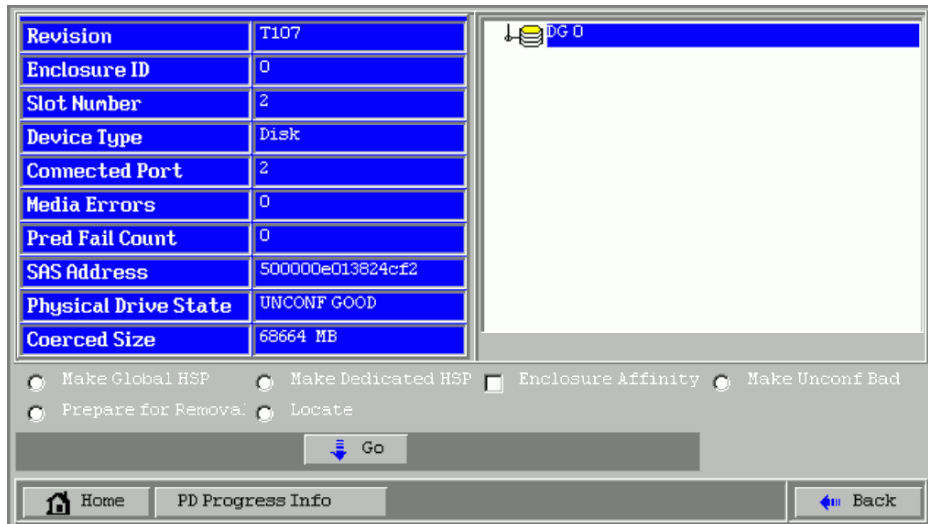 Revision T107
Enclosure ID 0
Slot Number 2
Device Type Disk
Connected Port 2
Media Errors 0
Pred Fail Count 0
SAS Address 500000e013824cf2
Physical Drive State UNCONF GOOD
Coerced Size 68664 MB
DG 0
Make Global HSP Make Dedicated HSP Enclosure Affinity Make Unconf Bad
Prepare for Removal Locate
Go
Home PD Progress Info Back